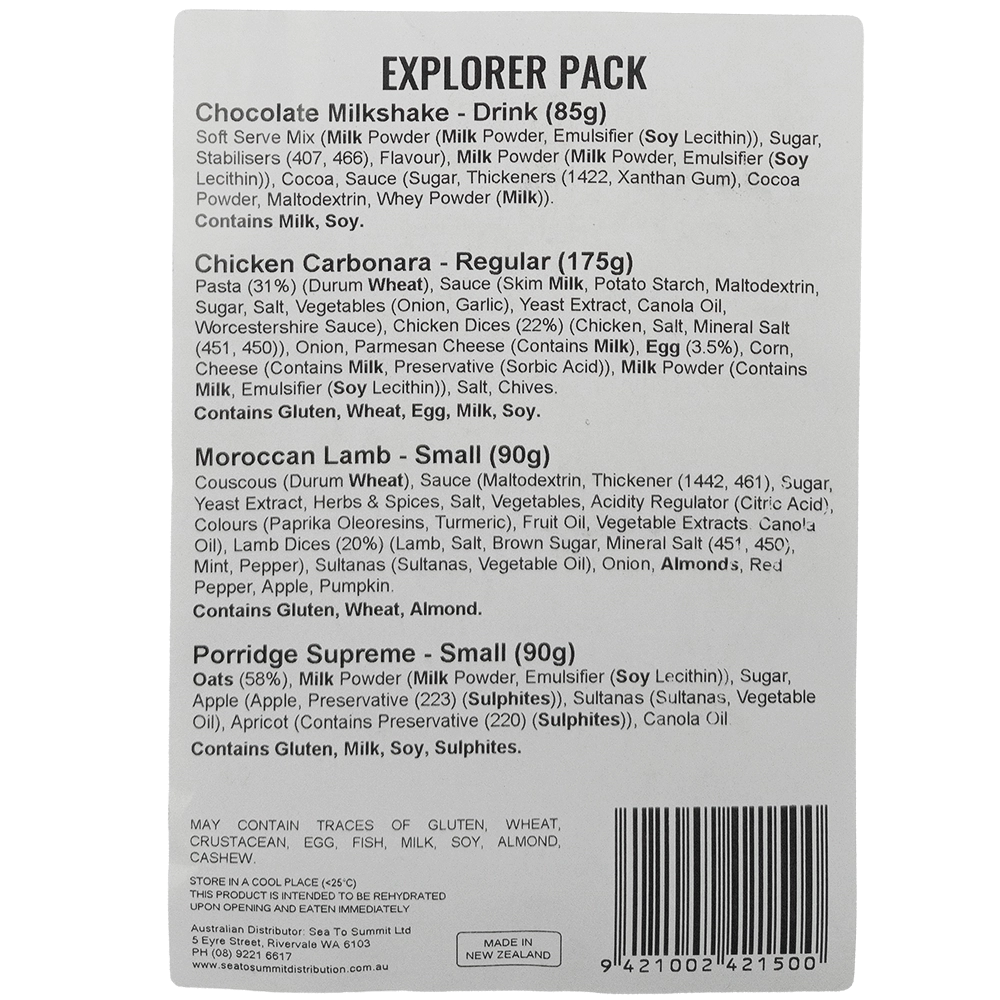 EXPLORER PACK
Chocolate Milkshake - Drink (85g)
Soft Serve Mix (Milk Powder (Milk Powder, Emulsifier (Soy Lecithin)), Sugar,
Stabilisers (407, 466), Flavour), Milk Powder (Milk Powder, Emulsifier (Soy
Lecithin)), Cocoa, Sauce (Sugar, Thickeners (1422, Xanthan Gum), Cocoa
Powder, Maltodextrin, Whey Powder (Milk)).
Contains Milk, Soy.
Chicken Carbonara - Regular (175g)
Pasta (31%) (Durum Wheat), Sauce (Skim Milk, Potato Starch, Maltodextrin,
Sugar, Salt, Vegetables (Onion, Garlic), Yeast Extract, Canola Oil,
Worcestershire Sauce), Chicken Dices (22%) (Chicken, Salt, Mineral Salt
(451, 450)), Onion, Parmesan Cheese (Contains Milk), Egg (3.5%), Corn,
Cheese (Contains Milk, Preservative (Sorbic Acid)), Milk Powder (Contains
Milk, Emulsifier (Soy Lecithin)), Salt, Chives.
Contains Gluten, Wheat, Egg, Milk, Soy.
Moroccan Lamb - Small (90g)
Couscous (Durum Wheat), Sauce (Maltodextrin, Thickener (1442, 461), Sugar,
Yeast Extract, Herbs & Spices, Salt, Vegetables, Acidity Regulator (Citric Acid),
Colours (Paprika Oleoresins, Turmeric), Fruit Oil, Vegetable Extracts. Canola
Oil), Lamb Dices (20%) (Lamb, Salt, Brown Sugar, Mineral Salt (451, 450),
Mint, Pepper), Sultanas (Sultanas, Vegetable Oil), Onion, Almonds, Red
Pepper, Apple, Pumpkin.
Contains Gluten, Wheat, Almond.
Porridge Supreme - Small (90g)
Oats (58%), Milk Powder (Milk Powder, Emulsifier (Soy Lecithin)), Sugar,
Apple (Apple, Preservative (223) (Sulphites)), Sultanas (Sultanas, Vegetable
Oil), Apricot (Contains Preservative (220) (Sulphites)), Canola Oil.
Contains Gluten, Milk, Soy, Sulphites.
MAY CONTAIN TRACES OF GLUTEN, WHEAT,
CRUSTACEAN, EGG, FISH, MILK, SOY, ALMOND,
CASHEW.
STORE IN A COOL PLACE (<25°C)
THIS PRODUCT IS INTENDED TO BE REHYDRATED
UPON OPENING AND EATEN IMMEDIATELY
Australian Distributor: Sea To Summit Ltd
5 Eyre Street, Rivervale WA 6103
PH (08) 9221 6617
www.seatosummitdistribution.com.au
MADE IN
NEW ZEALAND
9 421002 421500